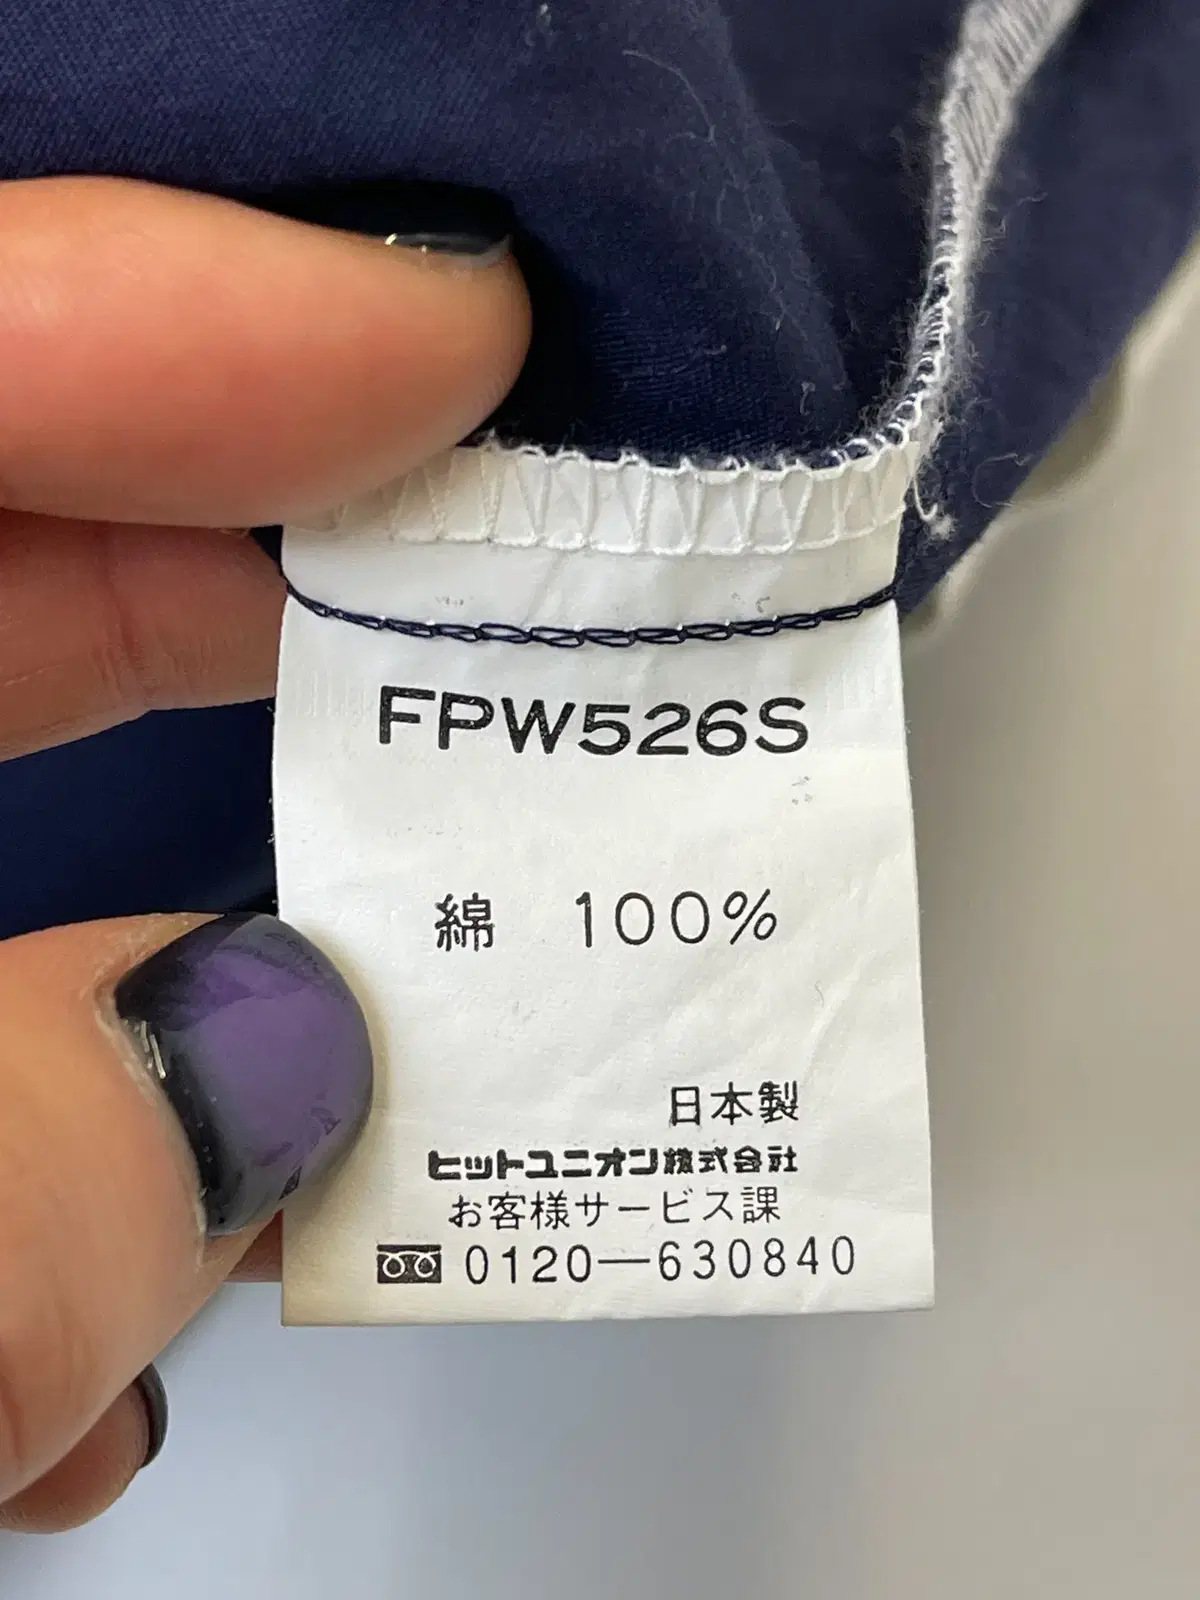 FPW526S
綿 100%
日本製
ヒットユニオン株式会社
お客様サービス課
0120—630840